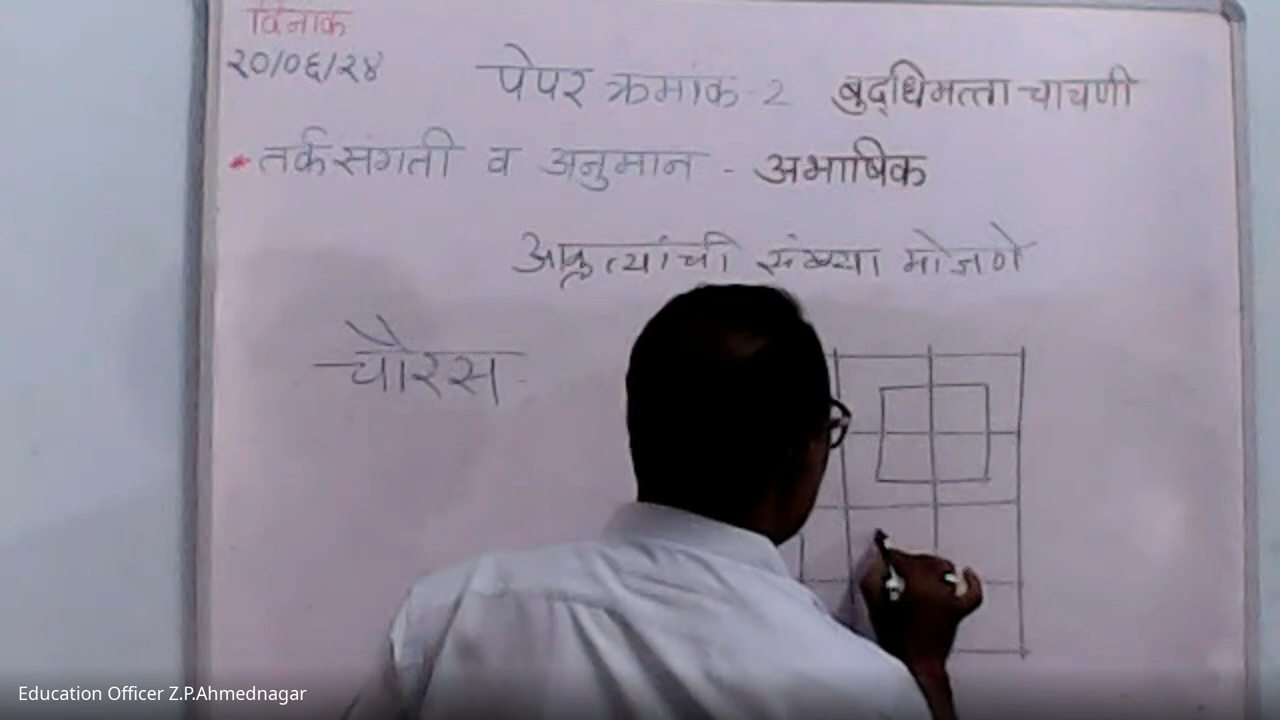 दिनांक
२०/०६/२४
पेपर क्रमांक-2 बुद्धिमत्ता चाचणी
* तर्कसंगती व अनुमान - अभाषिक
आकृत्यांची संख्या मोजणे
चौरस -
Education Officer Z.P.Ahmednagar